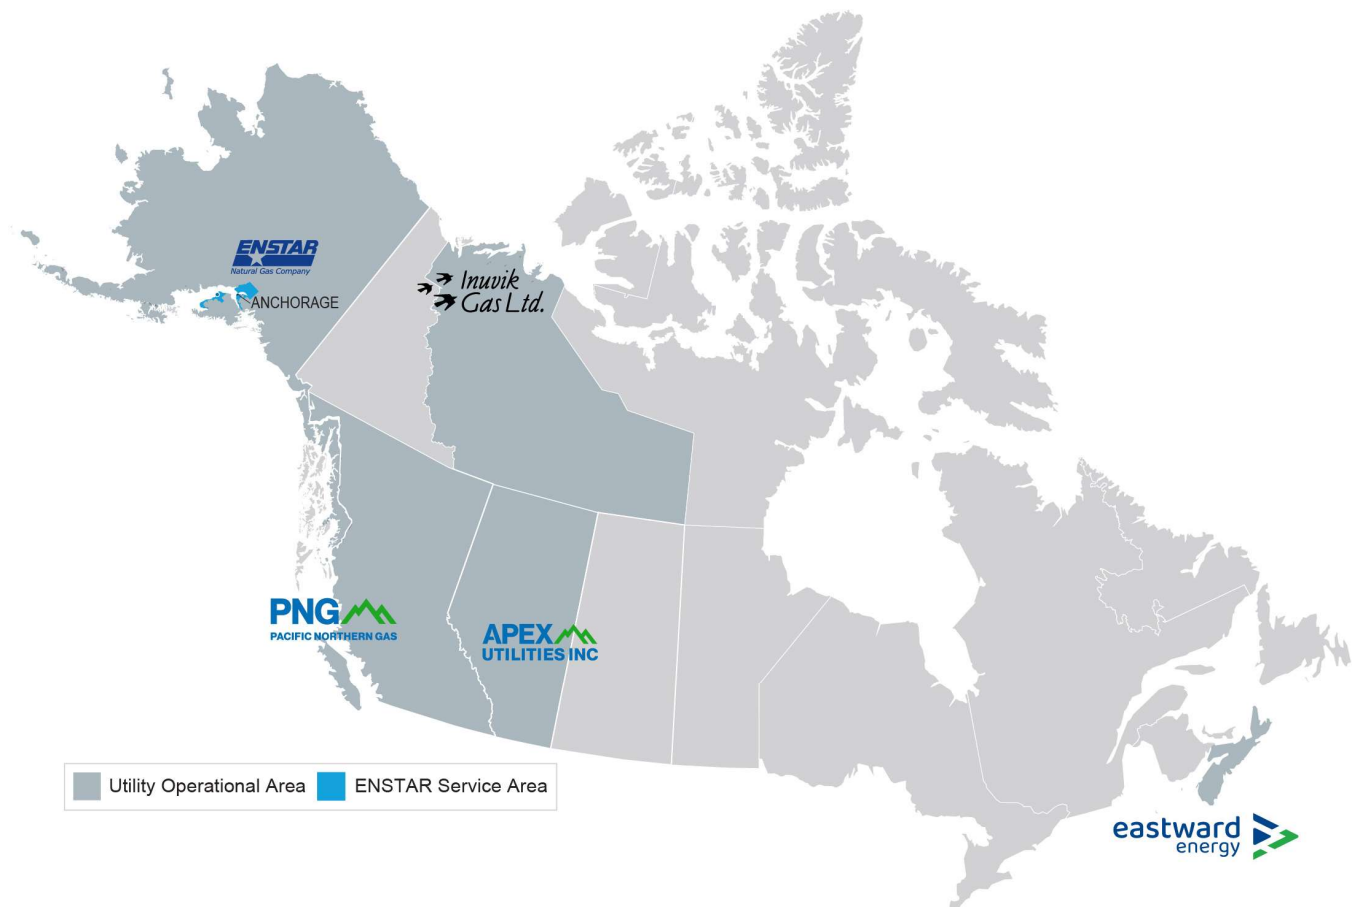 ENSTAR
Natural Gas Company
ANCHORAGE
Inuvik
Gas Ltd.
PNG
PACIFIC NORTHERN GAS
APEX
UTILITIES INC
Utility Operational Area
ENSTAR Service Area
eastward
energy